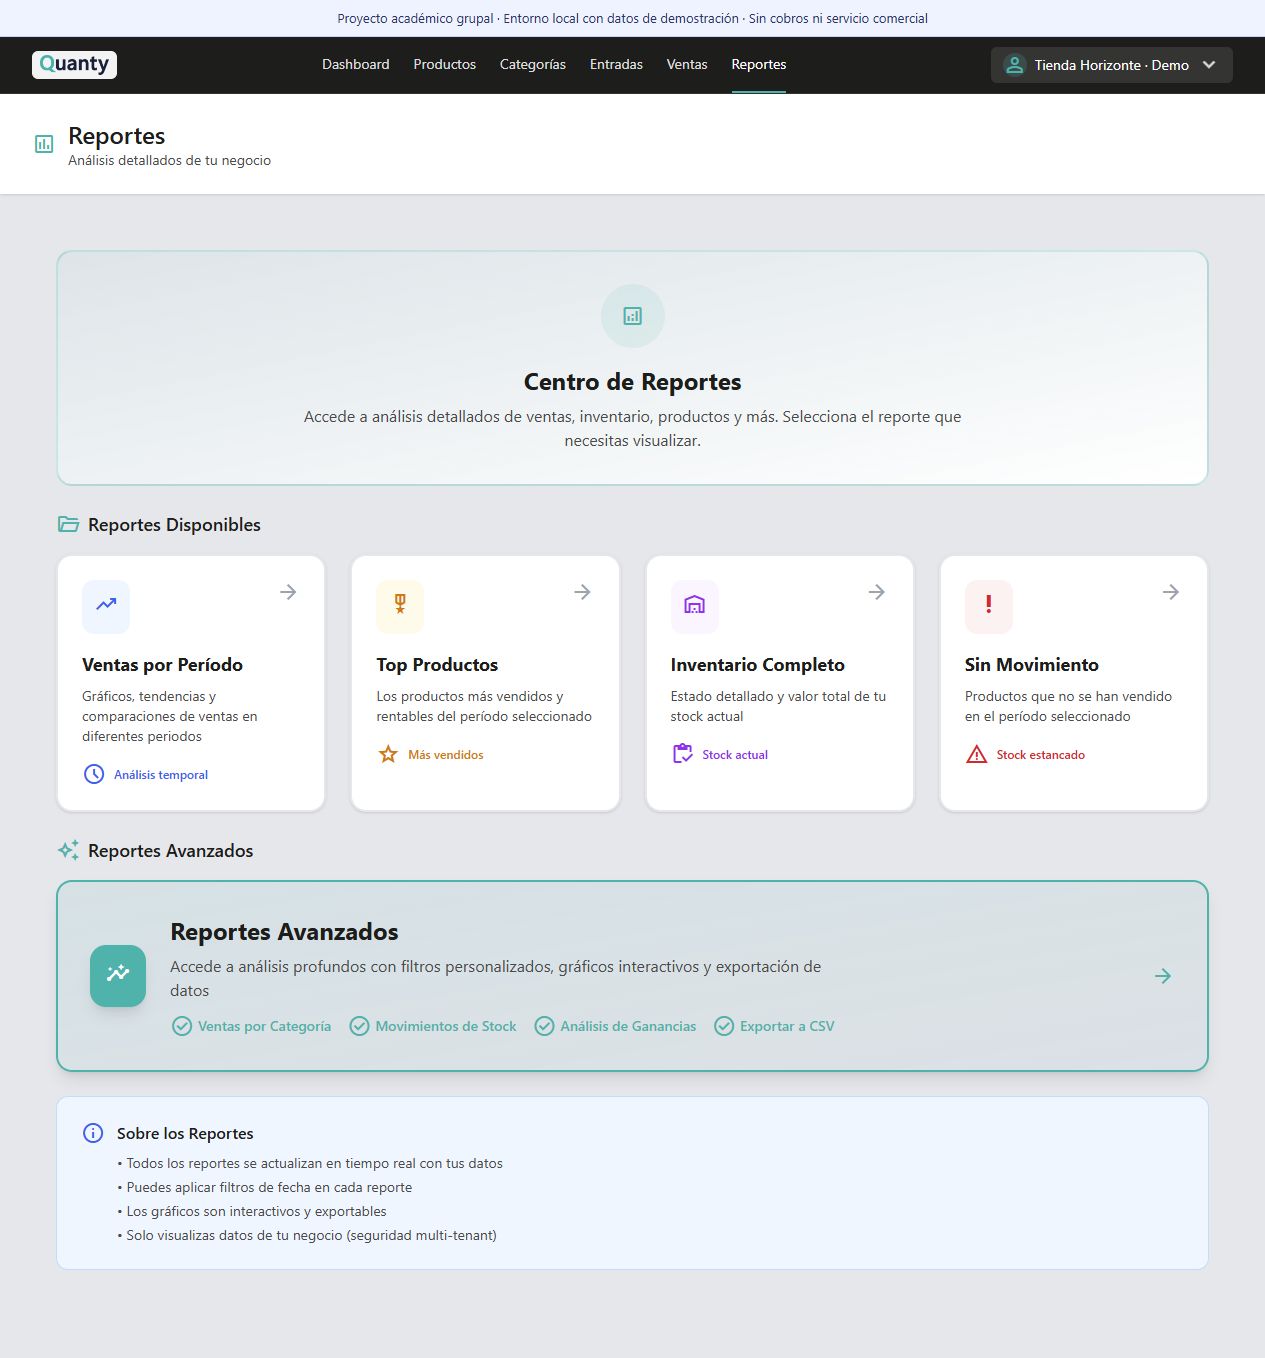 Proyecto académico grupal · Entorno local con datos de demostración · Sin cobros ni servicio comercial
Quanty
Dashboard
Productos
Categorías
Entradas
Ventas
Reportes
Tienda Horizonte · Demo
Reportes
Análisis detallados de tu negocio
Centro de Reportes
Accede a análisis detallados de ventas, inventario, productos y más. Selecciona el reporte que
necesitas visualizar.
Reportes Disponibles
Ventas por Período
Gráficos, tendencias y
comparaciones de ventas en
diferentes periodos
Análisis temporal
Top Productos
Los productos más vendidos y
rentables del período seleccionado
Más vendidos
Inventario Completo
Estado detallado y valor total de tu
stock actual
Stock actual
Sin Movimiento
Productos que no se han vendido
en el período seleccionado
Stock estancado
Reportes Avanzados
Reportes Avanzados
Accede a análisis profundos con filtros personalizados, gráficos interactivos y exportación de
datos
Ventas por Categoría
Movimientos de Stock
Análisis de Ganancias
Exportar a CSV
Sobre los Reportes
• Todos los reportes se actualizan en tiempo real con tus datos
• Puedes aplicar filtros de fecha en cada reporte
• Los gráficos son interactivos y exportables
• Solo visualizas datos de tu negocio (seguridad multi-tenant)